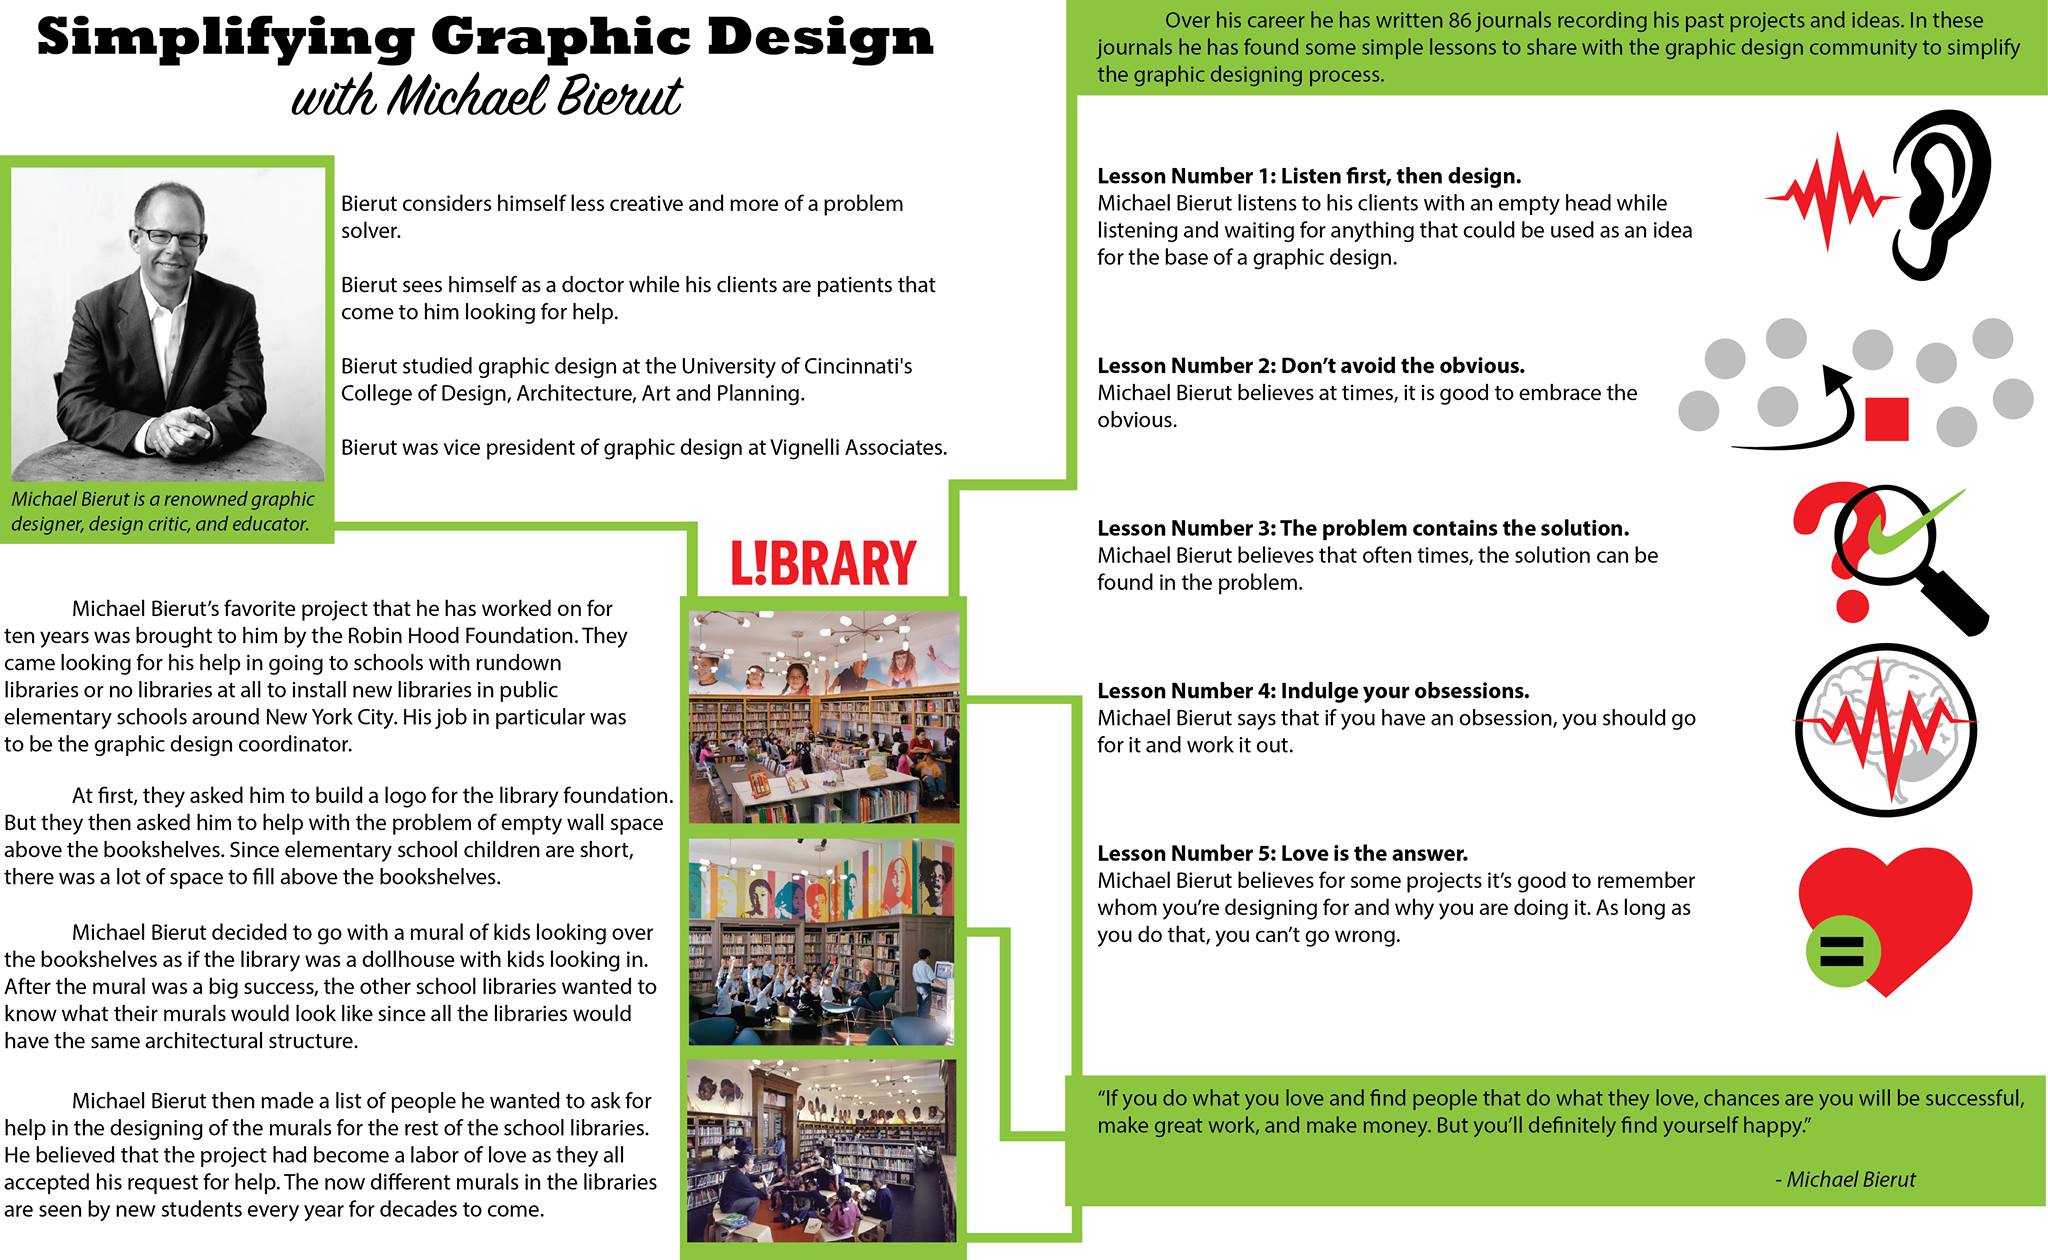 Simplifying Graphic Design
with Michael Bierut
Bierut considers himself less creative and more of a problem
solver.
Bierut sees himself as a doctor while his clients are patients that
come to him looking for help.
Bierut studied graphic design at the University of Cincinnati's
College of Design, Architecture, Art and Planning.
Bierut was vice president of graphic design at Vignelli Associates.
Michael Bierut is a renowned graphic
designer, design critic, and educator.
L!BRARY
Michael Bierut’s favorite project that he has worked on for
ten years was brought to him by the Robin Hood Foundation. They
came looking for his help in going to schools with rundown
libraries or no libraries at all to install new libraries in public
elementary schools around New York City. His job in particular was
to be the graphic design coordinator.
At first, they asked him to build a logo for the library foundation.
But they then asked him to help with the problem of empty wall space
above the bookshelves. Since elementary school children are short,
there was a lot of space to fill above the bookshelves.
Michael Bierut decided to go with a mural of kids looking over
the bookshelves as if the library was a dollhouse with kids looking in.
After the mural was a big success, the other school libraries wanted to
know what their murals would look like since all the libraries would
have the same architectural structure.
Michael Bierut then made a list of people he wanted to ask for
help in the designing of the murals for the rest of the school libraries.
He believed that the project had become a labor of love as they all
accepted his request for help. The now different murals in the libraries
are seen by new students every year for decades to come.
Over his career he has written 86 journals recording his past projects and ideas. In these
journals he has found some simple lessons to share with the graphic design community to simplify
the graphic designing process.
Lesson Number 1: Listen first, then design.
Michael Bierut listens to his clients with an empty head while
listening and waiting for anything that could be used as an idea
for the base of a graphic design.
Lesson Number 2: Don’t avoid the obvious.
Michael Bierut believes at times, it is good to embrace the
obvious.
Lesson Number 3: The problem contains the solution.
Michael Bierut believes that often times, the solution can be
found in the problem.
Lesson Number 4: Indulge your obsessions.
Michael Bierut says that if you have an obsession, you should go
for it and work it out.
Lesson Number 5: Love is the answer.
Michael Bierut believes for some projects it’s good to remember
whom you’re designing for and why you are doing it. As long as
you do that, you can’t go wrong.
“If you do what you love and find people that do what they love, chances are you will be successful,
make great work, and make money. But you’ll definitely find yourself happy.”
- Michael Bierut